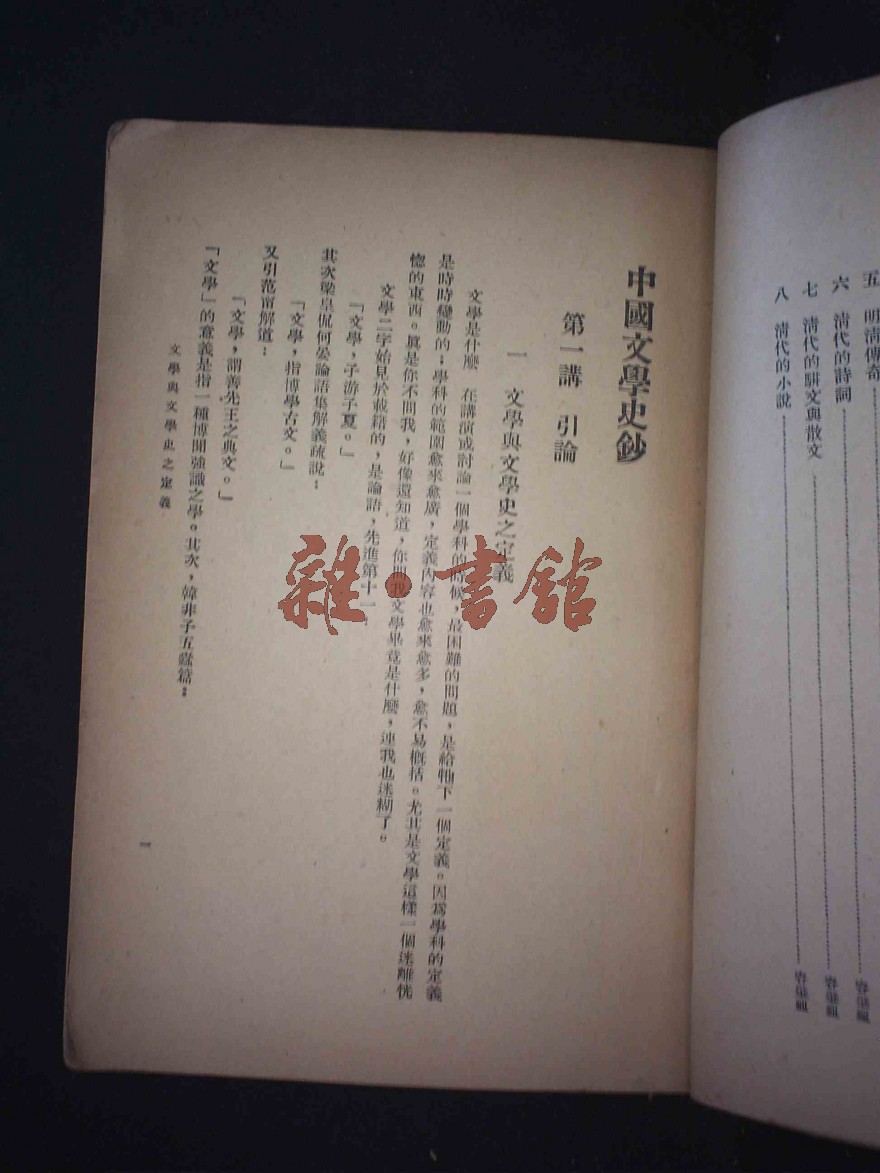 五 明清傳奇
六 清代的詩詞
七 清代的駢文與散文
八 清代的小說
中國文學史鈔
第一講 引論
一 文學與文學史之定義
文學是什麼 在講演或討論一個學科的時候，最困難的問題，是給牠下一個定義。因爲學科的定義
是時時變動的；學科的範圍愈來愈廣，定義內容也愈來愈多，愈不易概括。尤其是文學這樣一個迷離恍
惚的東西。眞是你不問我，好像還知道，你問我文學畢竟是什麼，連我也迷糊了。
文學二字始見於載籍的，是論語，先進第十一
「文學，子游子夏。」
其次梁皇侃何晏論語集解義疏說：
「文學，指博學古文。」
又引范甯解道：
「文學，謂善先王之典文。」
「文學」的意義是指一種博聞強識之學。其次，韓非子五蠹篇：
文學與文學史之定義
一
雜·書館